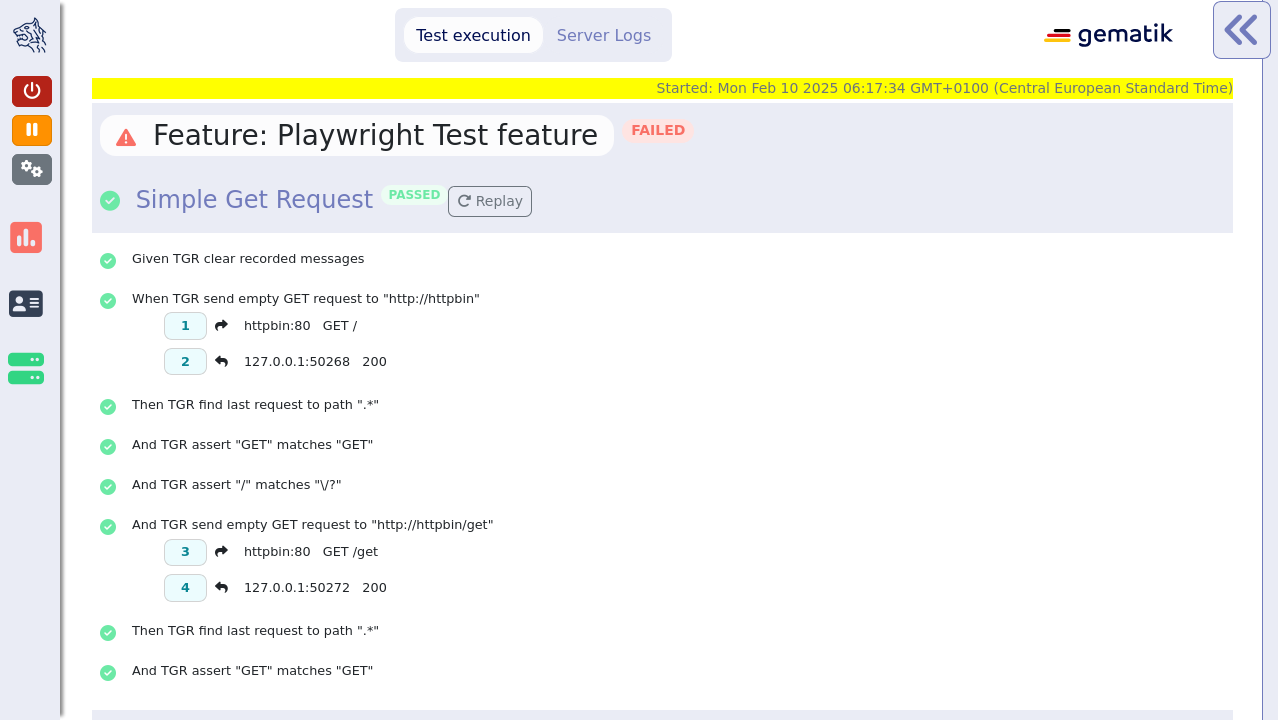 Test execution Server Logs
gematik
Started: Mon Feb 10 2025 06:17:34 GMT+0100 (Central European Standard Time)
Feature: Playwright Test feature FAILED
Simple Get Request PASSED Replay
Given TGR clear recorded messages
When TGR send empty GET request to "http://httpbin"
1 httpbin:80 GET /
2 127.0.0.1:50268 200
Then TGR find last request to path ".*"
And TGR assert "GET" matches "GET"
And TGR assert "/" matches "\/?"
And TGR send empty GET request to "http://httpbin/get"
3 httpbin:80 GET /get
4 127.0.0.1:50272 200
Then TGR find last request to path ".*"
And TGR assert "GET" matches "GET"